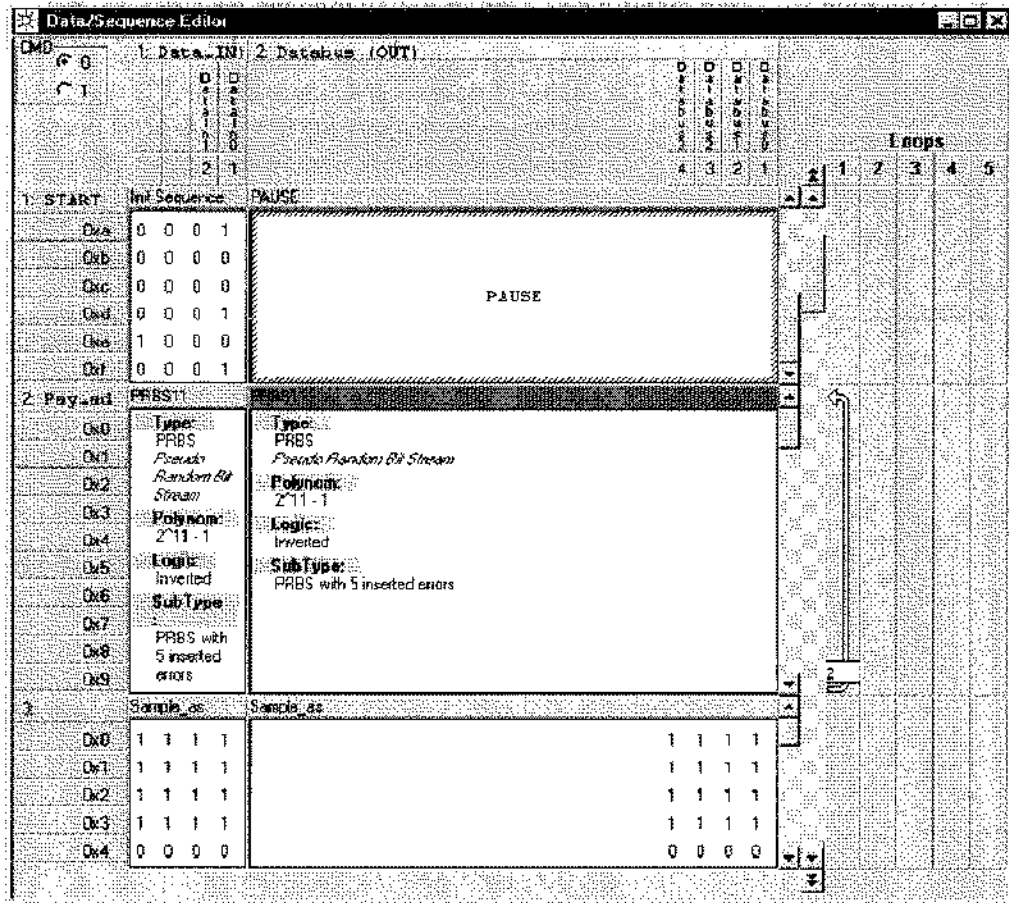 Data/Sequence Editor
CMD
0
1
1. Data_IN) 2 Databus (OUT)
2 1 4 3 2 1
Loops
1 2 3 4 5
1: START Init Sequence PAUSE
0xa 0 0 0 1
0xb 0 0 0 0
0xc 0 0 0 0
0xd 0 0 0 1
0xe 1 0 0 0
0xf 0 0 0 1
PAUSE
2 PRBS11
0x0
0x1
0x2
0x3
0x4
0x5
0x6
0x7
0x8
0x9
Type:
PRBS
Pseudo
Random Bit
Stream
Polynom:
2^11 - 1
Logic:
Inverted
SubType
:
PRBS with
5 inserted
errors
Type:
PRBS
Pseudo Random Bit Stream
Polynom:
2^11 - 1
Logic:
Inverted
SubType:
PRBS with 5 inserted errors
2
3 Sample_as Sample_as
0x0 1 1 1 1 1 1 1 1
0x1 1 1 1 1 1 1 1 1
0x2 1 1 1 1 1 1 1 1
0x3 1 1 1 1 1 1 1 1
0x4 0 0 0 0 0 0 0 0